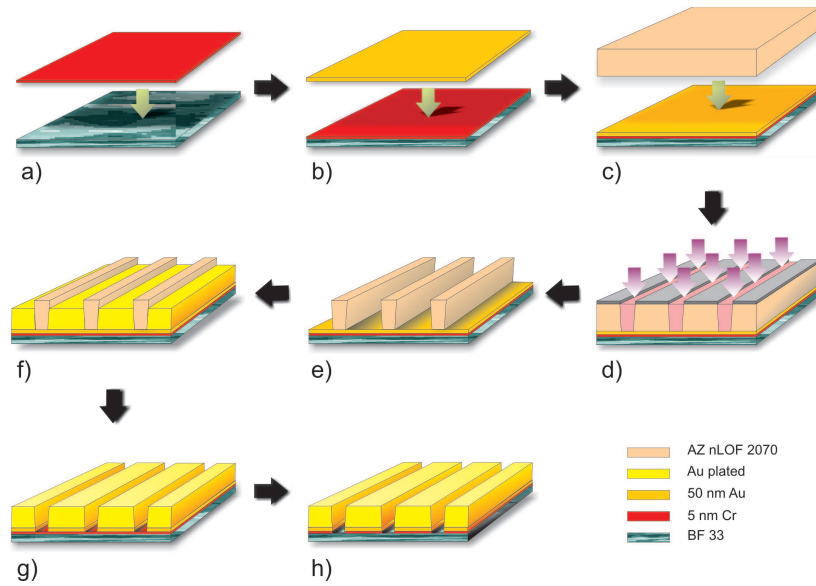 a)
b)
c)
f)
e)
d)
AZ nLOF 2070
Au plated
50 nm Au
5 nm Cr
BF 33
g)
h)